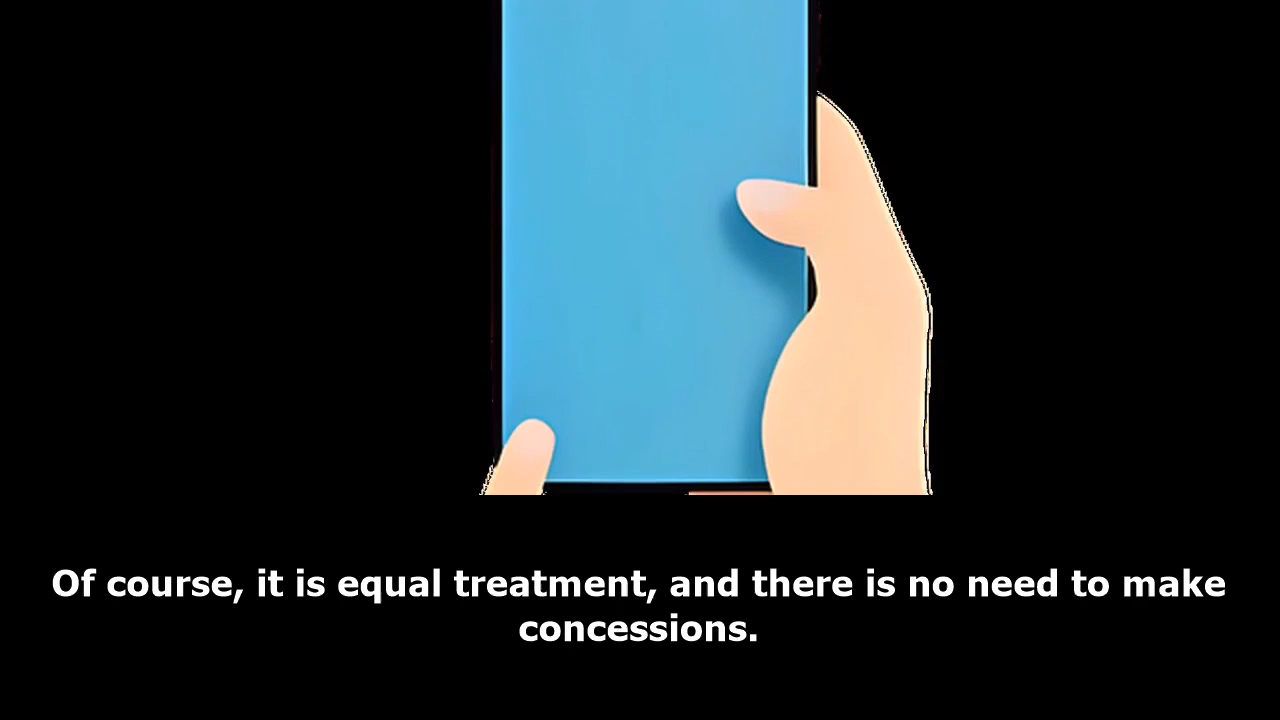 Of course, it is equal treatment, and there is no need to make
concessions.